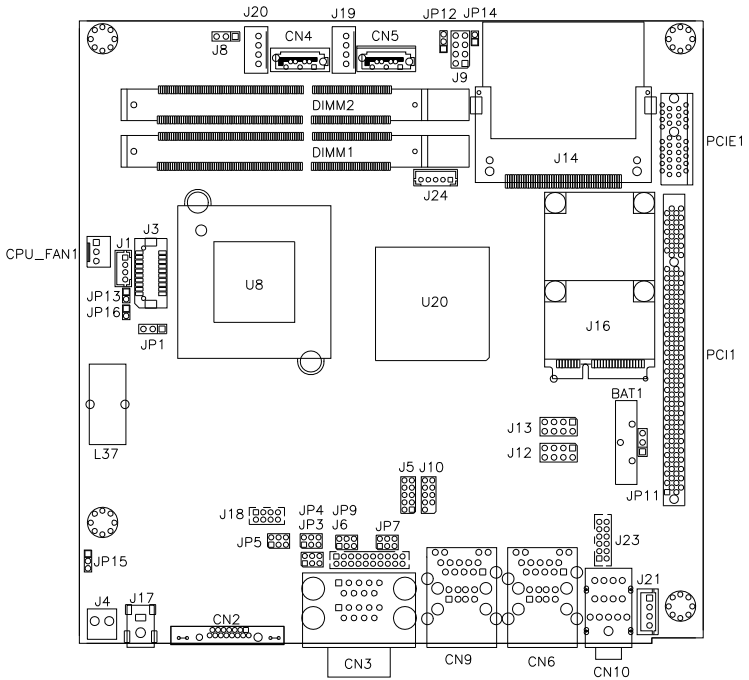 J20 J19 JP12 JP14
J8 CN4 CN5
J9
DIMM2
PCIE1
DIMM1 J14
J24
CPU_FAN1 J1 J3
U8
JP13
U20
JP16
J16
JP1
PCI1
BAT1
J13
L37 J12
J5 J10
JP11
J18 JP4 JP9
JP3 J6 JP7
JP5
J23
JP15
J4 J17 J21
CN2
CN3 CN9 CN6 CN10